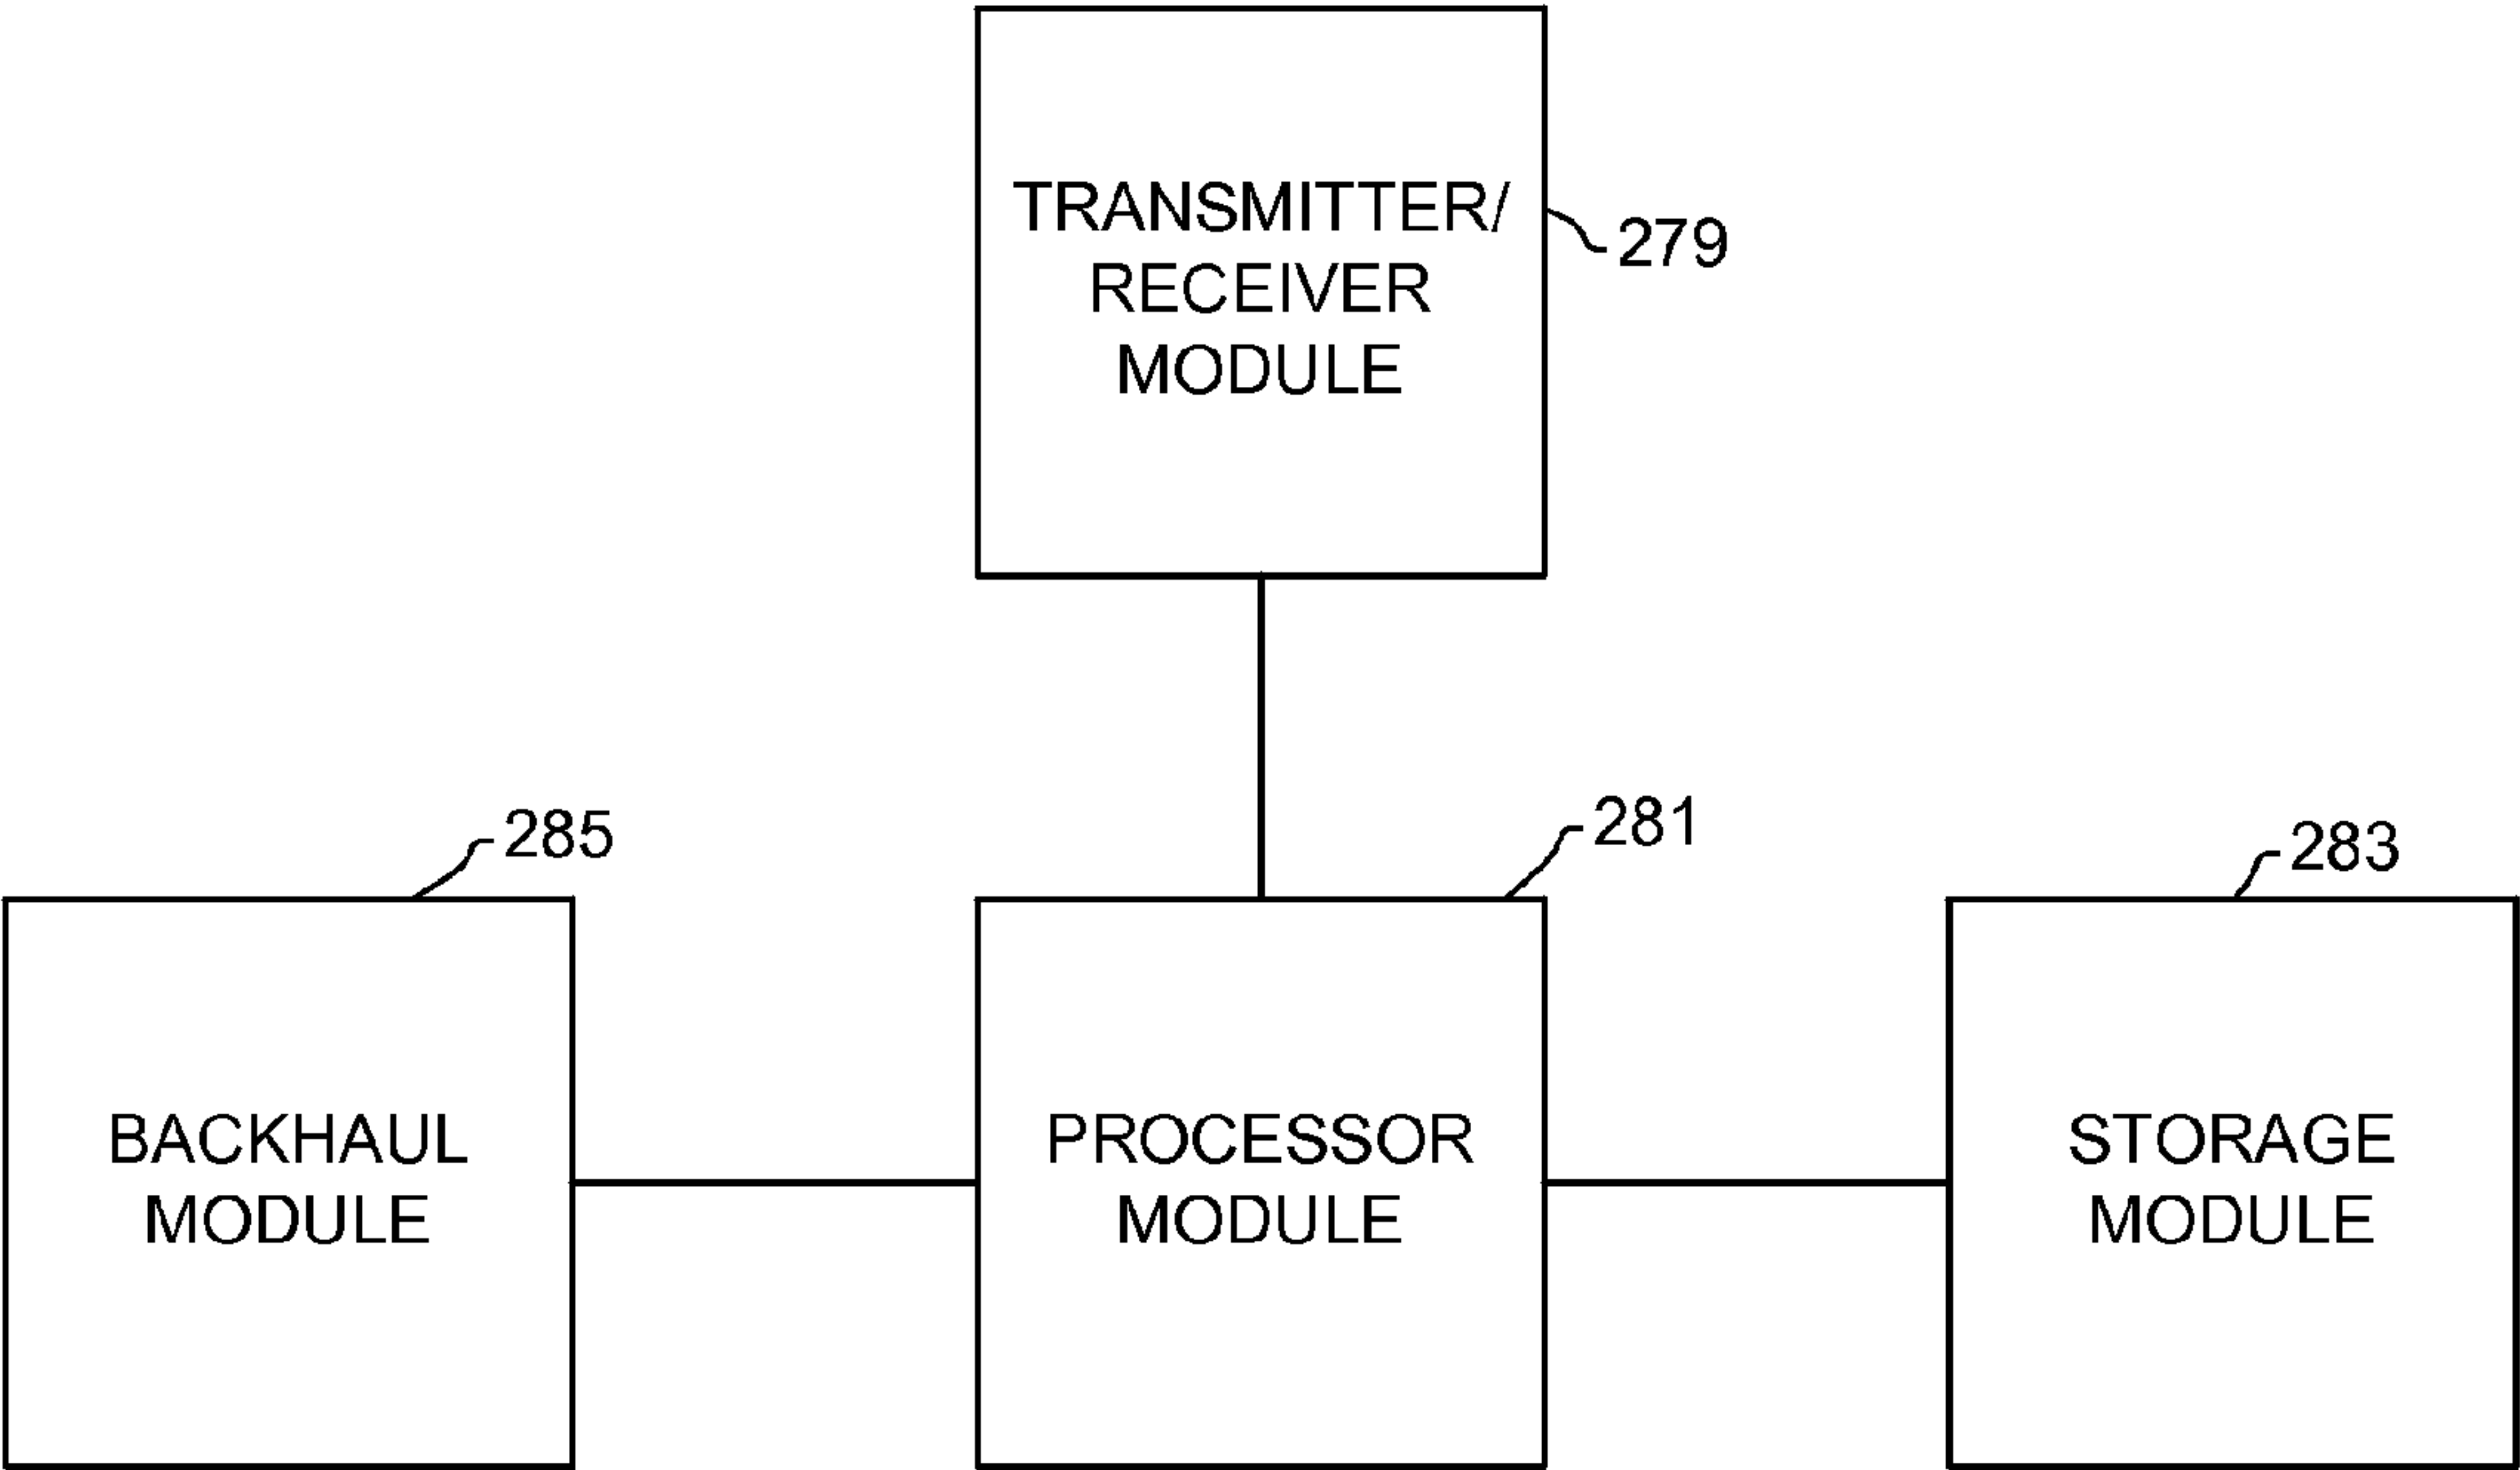 TRANSMITTER/
RECEIVER
MODULE
279
285
281
283
BACKHAUL
MODULE
PROCESSOR
MODULE
STORAGE
MODULE